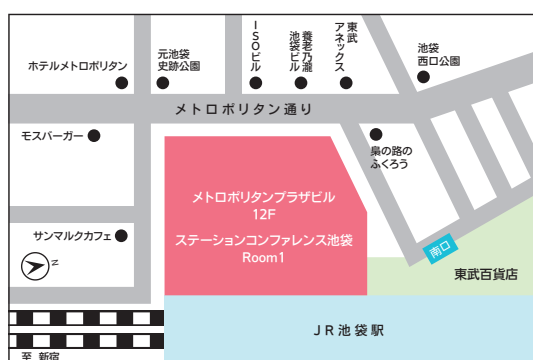 ホテルメトロポリタン
元池袋
史跡公園
ISOビル
養老乃瀧
池袋ビル
東武
アネックス
池袋
西口公園
メトロポリタン通り
モスバーガー
梟の路の
ふくろう
メトロポリタンプラザビル
12F
ステーションコンファレンス池袋
Room1
サンマルクカフェ
N
南口
東武百貨店
JR池袋駅
至 新宿